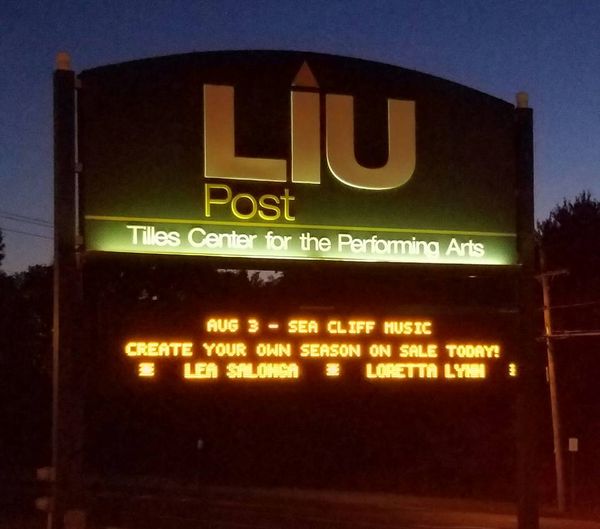 LIU
Post
Tilles Center for the Performing Arts
AUG 3 - SEA CLIFF MUSIC
CREATE YOUR OWN SEASON ON SALE TODAY!
LEA SALONGA LORETTA LYNN